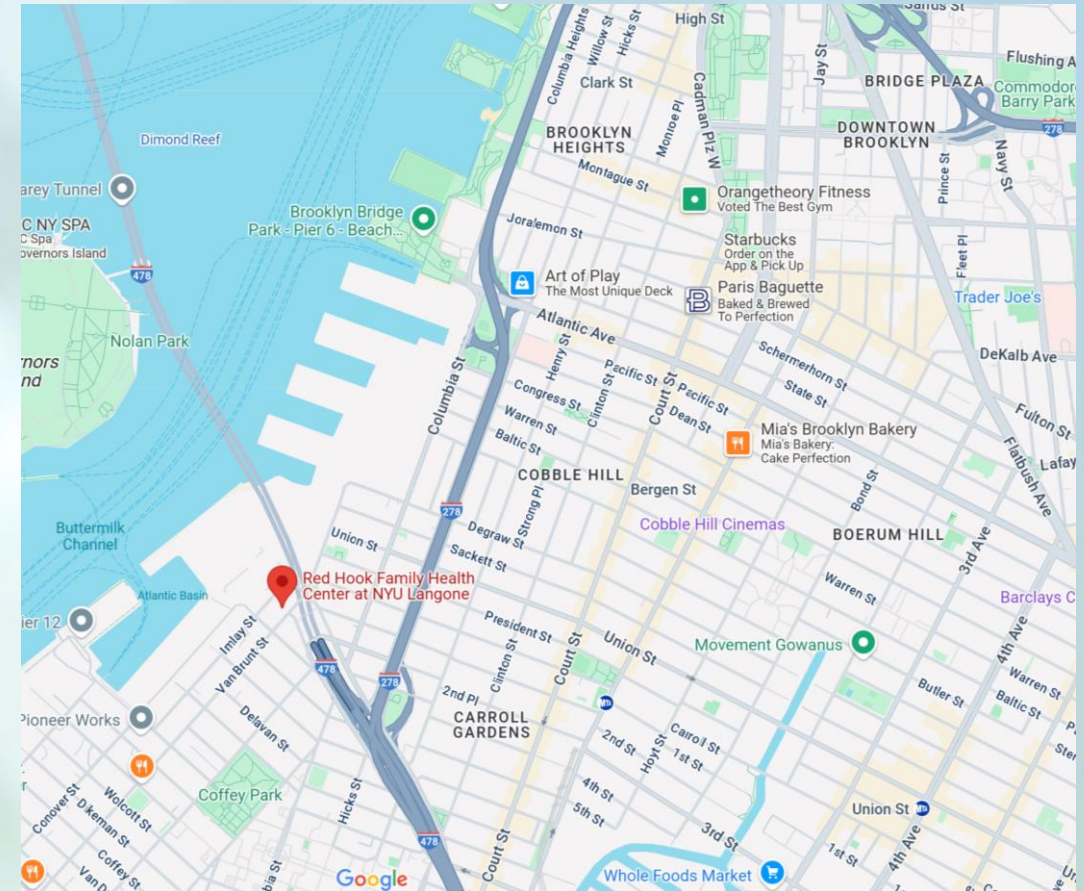 High St
Sands St
Columbia Heights
Willow St
Hicks St
Clark St
Cadman Plz W
Jay St
Flushing A
BRIDGE PLAZA
Commodore
Barry Park
Monroe Pl
BROOKLYN
HEIGHTS
DOWNTOWN
BROOKLYN
278
Dimond Reef
Montague St
Prince St
Navy St
arey Tunnel
Orangetheory Fitness
Voted The Best Gym
C NY SPA
C Spa
overnors Island
Brooklyn Bridge
Park - Pier 6 - Beach...
Joralemon St
Starbucks
Order on the
App & Pick Up
Fleet Pl
478
Art of Play
The Most Unique Deck
Paris Baguette
Baked & Brewed
To Perfection
B
Trader Joe's
Atlantic Ave
Nolan Park
nors
nd
Henry St
Schermerhorn St
DeKalb Ave
Columbia St
Pacific St
Pacific St
State St
Congress St
Clinton St
Court St
Dean St
Fulton St
Warren St
Baltic St
Mia's Brooklyn Bakery
Mia's Bakery:
Cake Perfection
Flatbush Ave
Lafay
COBBLE HILL
Strong Pl
Bergen St
Bond St
278
Buttermilk
Channel
Union St
Degraw St
Cobble Hill Cinemas
BOERUM HILL
3rd Ave
Sackett St
Red Hook Family Health
Center at NYU Langone
Warren St
Atlantic Basin
Barclays C
ier 12
Imlay St
President St
Union St
Movement Gowanus
4th Ave
Van Brunt St
478
278
Clinton St
Court St
Butler St
Warren St
Baltic St
2nd Pl
MTA
Pioneer Works
Delavan St
CARROLL
GARDENS
2nd St
Hoyt St
Carroll St
1st St
Conover St
Wolcott St
Dikeman St
Coffey Park
Hicks St
4th St
5th St
Union St
MTA
478
3rd St
Coffey St
Court St
1st St
4th Ave
Van D
bia St
Google
Whole Foods Market